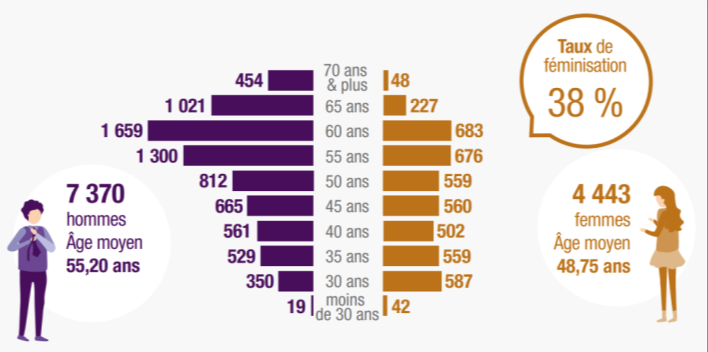 Taux de
féminisation
38 %
454 70 ans & plus 48
1 021 65 ans 227
1 659 60 ans 683
1 300 55 ans 676
812 50 ans 559
665 45 ans 560
561 40 ans 502
529 35 ans 559
350 30 ans 587
19 moins de 30 ans 42
7 370
hommes
Âge moyen
55,20 ans
4 443
femmes
Âge moyen
48,75 ans